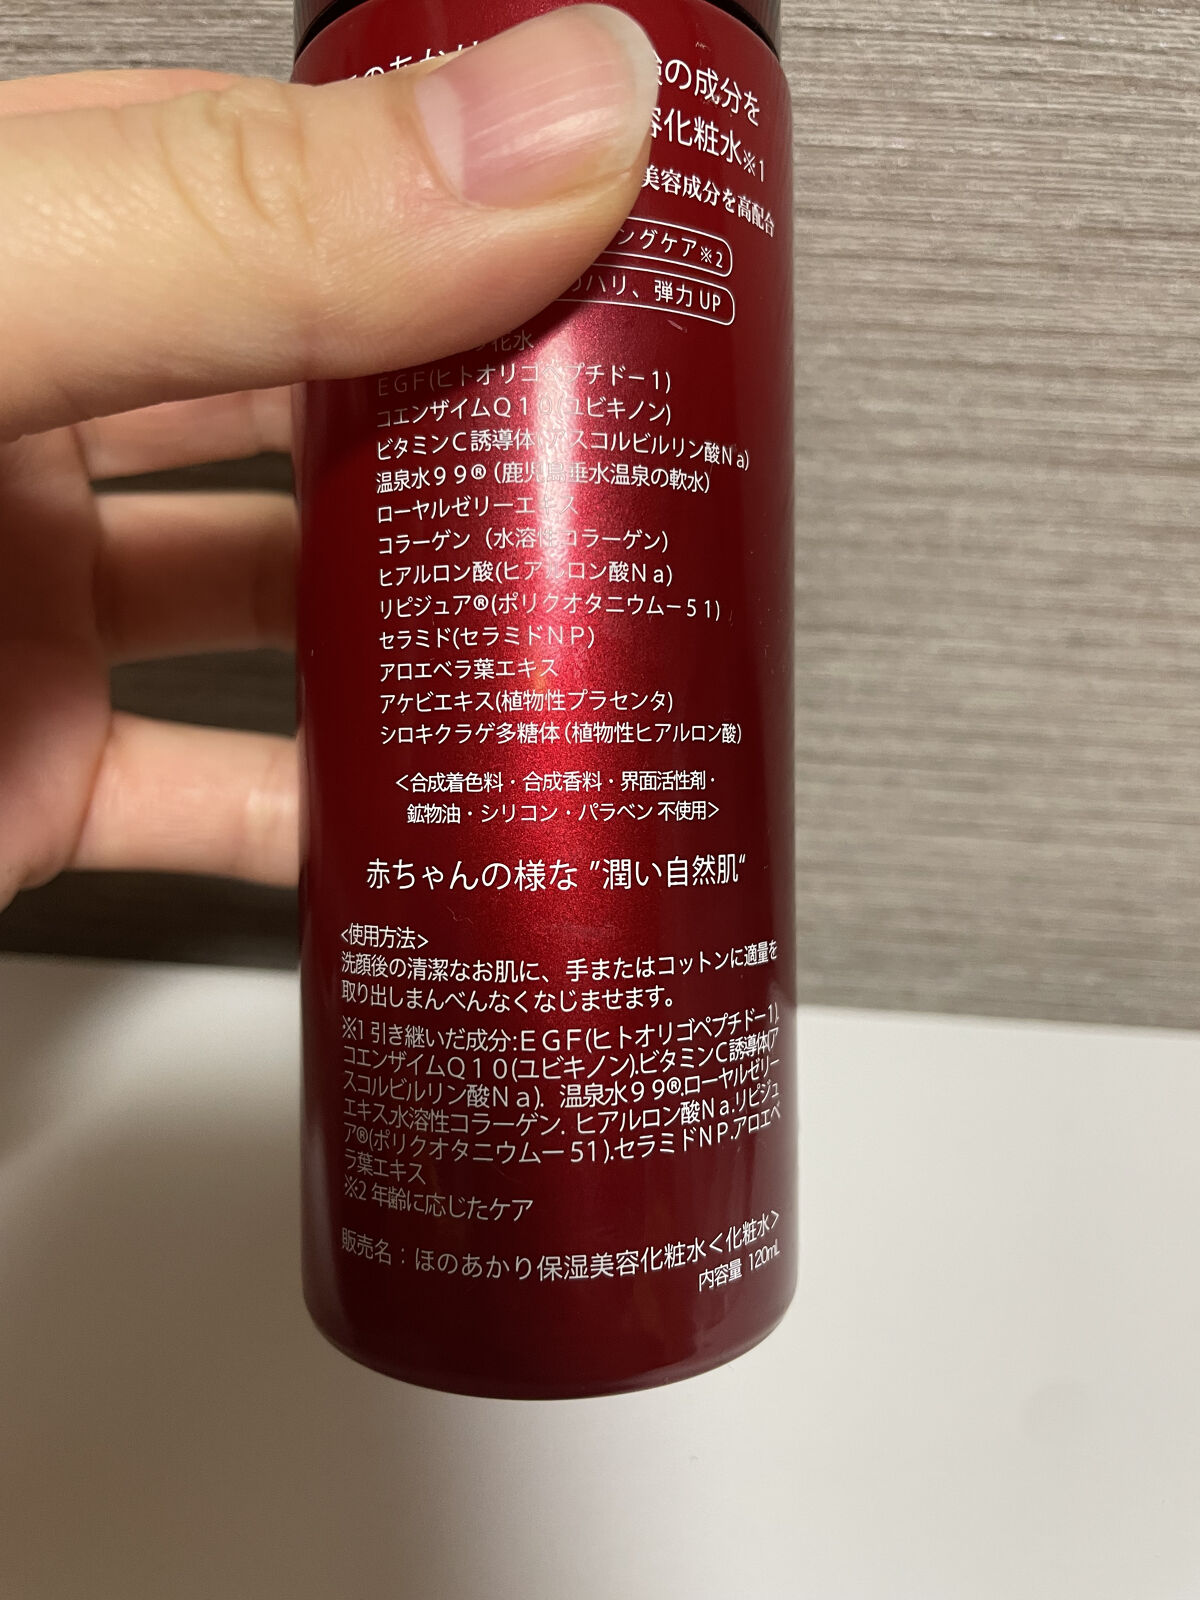 の成分を
化粧水※1
美容成分を高配合
ングケア※2
ハリ、弾力UP
花水
EGF(ヒトオリゴペプチドー1)
コエンザイムQ10(ユビキノン)
ビタミンC誘導体(アスコルビルリン酸Na)
温泉水99®(鹿児島垂水温泉の軟水)
ローヤルゼリーエキス
コラーゲン(水溶性コラーゲン)
ヒアルロン酸(ヒアルロン酸Na)
リピジュア®(ポリクオタニウムー51)
セラミド(セラミドNP)
アロエベラ葉エキス
アケビエキス(植物性プラセンタ)
シロキクラゲ多糖体(植物性ヒアルロン酸)
<合成着色料・合成香料・界面活性剤・
鉱物油・シリコン・パラベン 不使用>
赤ちゃんの様な ”潮い自然肌“
<使用方法>
洗顔後の清潔なお肌に、手またはコットンに適量を
取り出しまんべんなくなじませます。
※1 引き継いだ成分:EGF(ヒトオリゴペプチドー1).
コエンザイムQ10(ユビキノン).ビタミンC誘導体(ア
スコルビルリン酸Na). 温泉水99®.ローヤルゼリー
エキス水溶性コラーゲン. ヒアルロン酸Na.リピジュ
ア®(ポリクオタニウムー51).セラミドNP.アロエベ
ラ葉エキス
※2 年齢に応じたケア
販売名:ほのあかり保湿美容化粧水<化粧水>
内容量 120mL